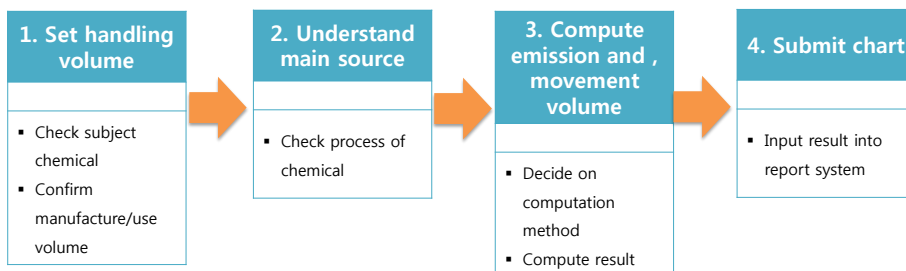 1. Set handling
volume
▪ Check subject
chemical
▪ Confirm
manufacture/use
volume
2. Understand
main source
▪ Check process of
chemical
3. Compute
emission and ,
movement
volume
▪ Decide on
computation
method
▪ Compute result
4. Submit chart
▪ Input result into
report system